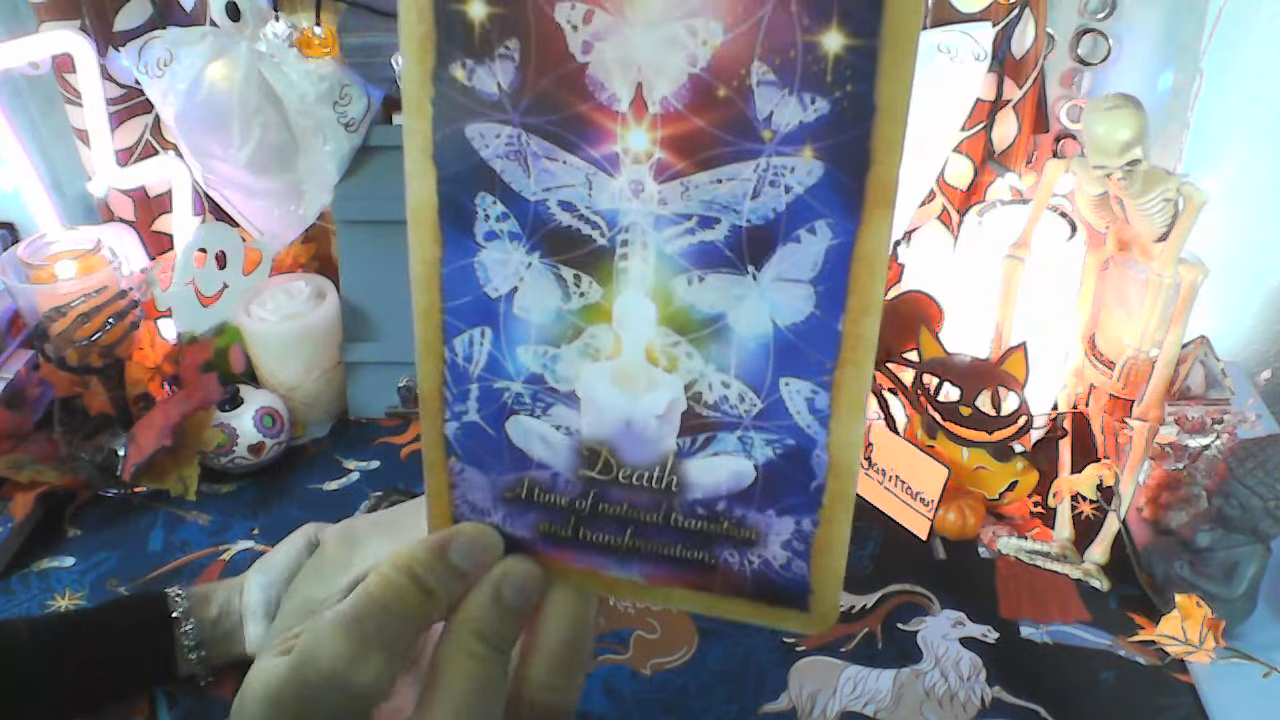 Death
A time of natural transition
and transformation.
Sagittarius